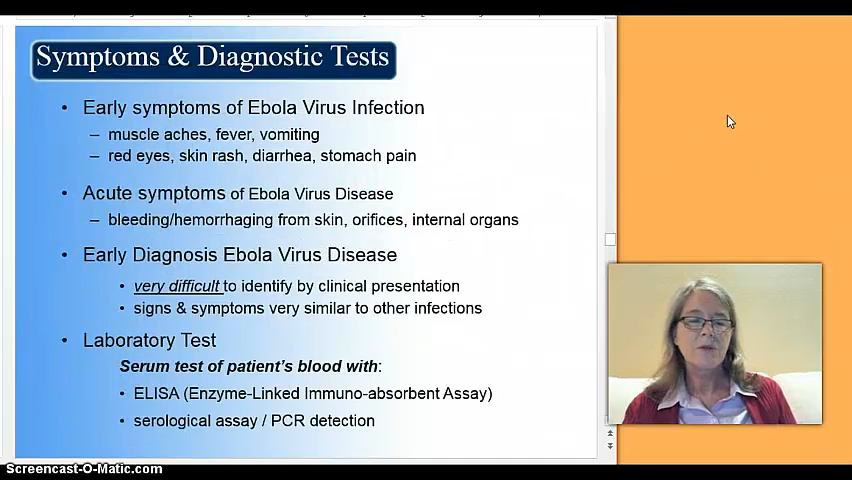 Symptoms & Diagnostic Tests
• Early symptoms of Ebola Virus Infection
– muscle aches, fever, vomiting
– red eyes, skin rash, diarrhea, stomach pain
• Acute symptoms of Ebola Virus Disease
– bleeding/hemorrhaging from skin, orifices, internal organs
• Early Diagnosis Ebola Virus Disease
• very difficult to identify by clinical presentation
• signs & symptoms very similar to other infections
• Laboratory Test
Serum test of patient's blood with:
• ELISA (Enzyme-Linked Immuno-absorbent Assay)
• serological assay / PCR detection
Screencast-O-Matic.com